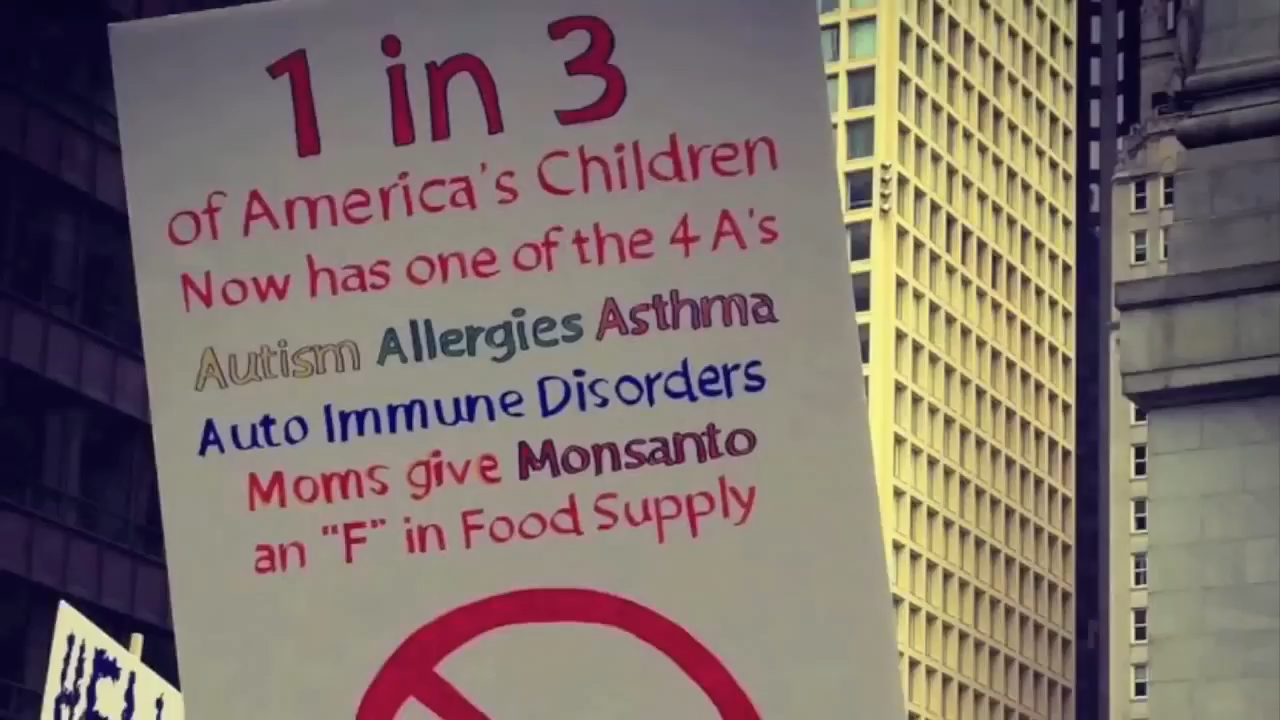 1 in 3
of America's Children
Now has one of the 4 A's
Autism Allergies Asthma
Auto Immune Disorders
Moms give Monsanto
an "F" in Food Supply